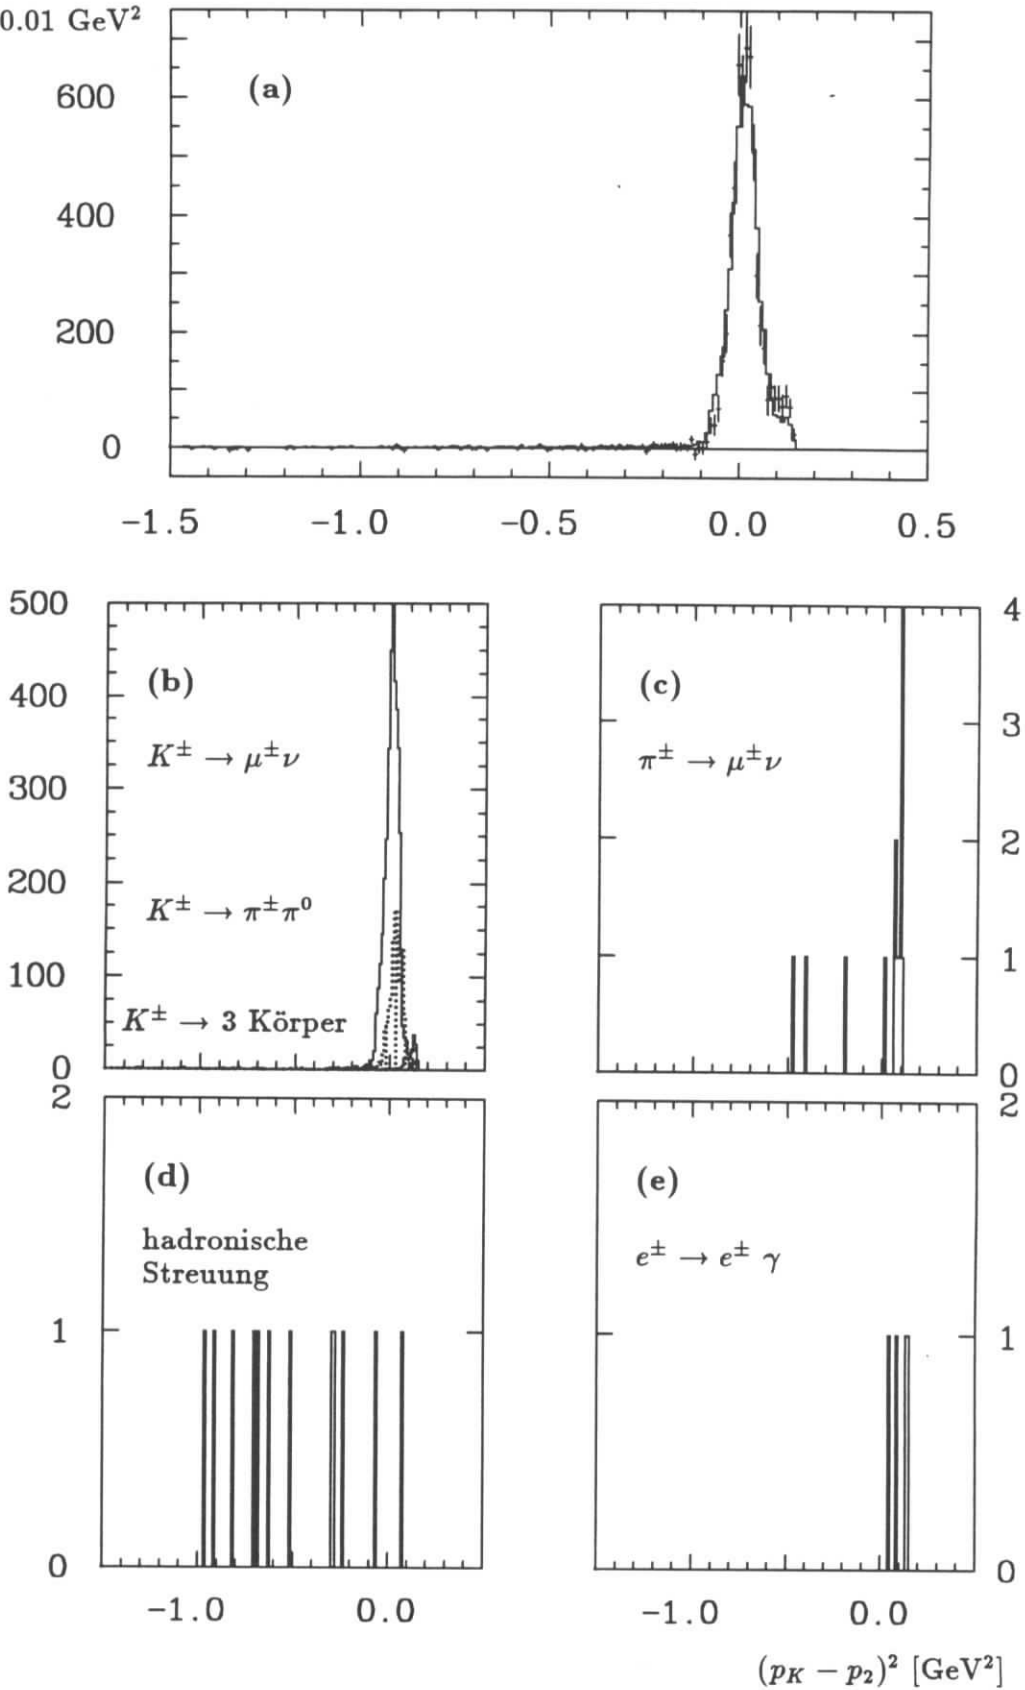 0.01 GeV²
(a)
600
400
200
0
−1.5 −1.0 −0.5 0.0 0.5
500
400
300
200
100
0
(b)
K± → μ±ν
K± → π±π⁰
K± → 3 Körper
(c)
π± → μ±ν
4
3
2
1
0
2
1
0
(d)
hadronische
Streuung
−1.0 0.0
(e)
e± → e± γ
2
1
0
−1.0 0.0
(p_K − p₂)² [GeV²]